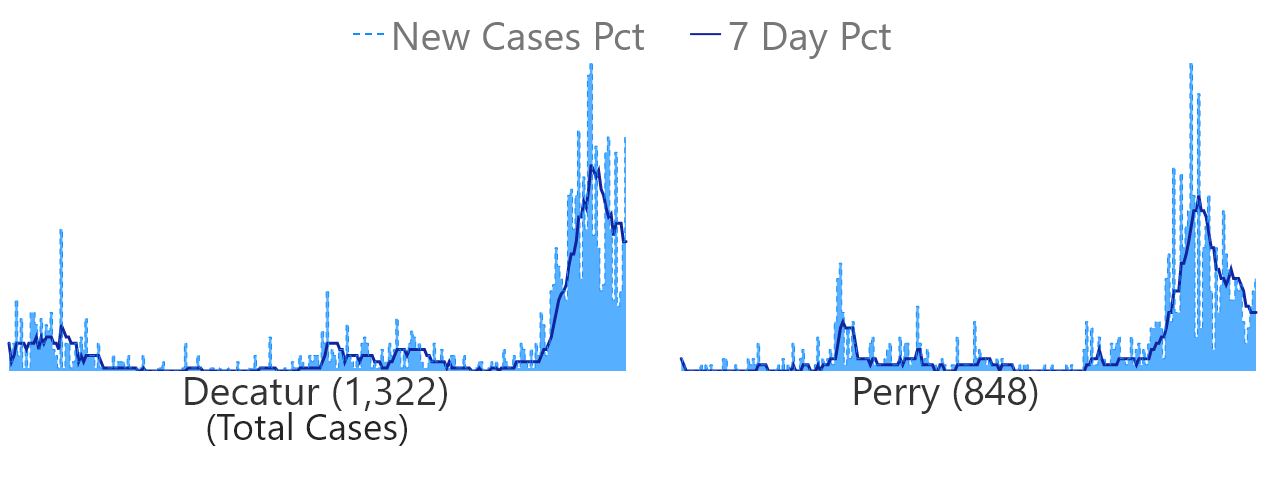 New Cases Pct 7 Day Pct
Decatur (1,322)
(Total Cases)
Perry (848)